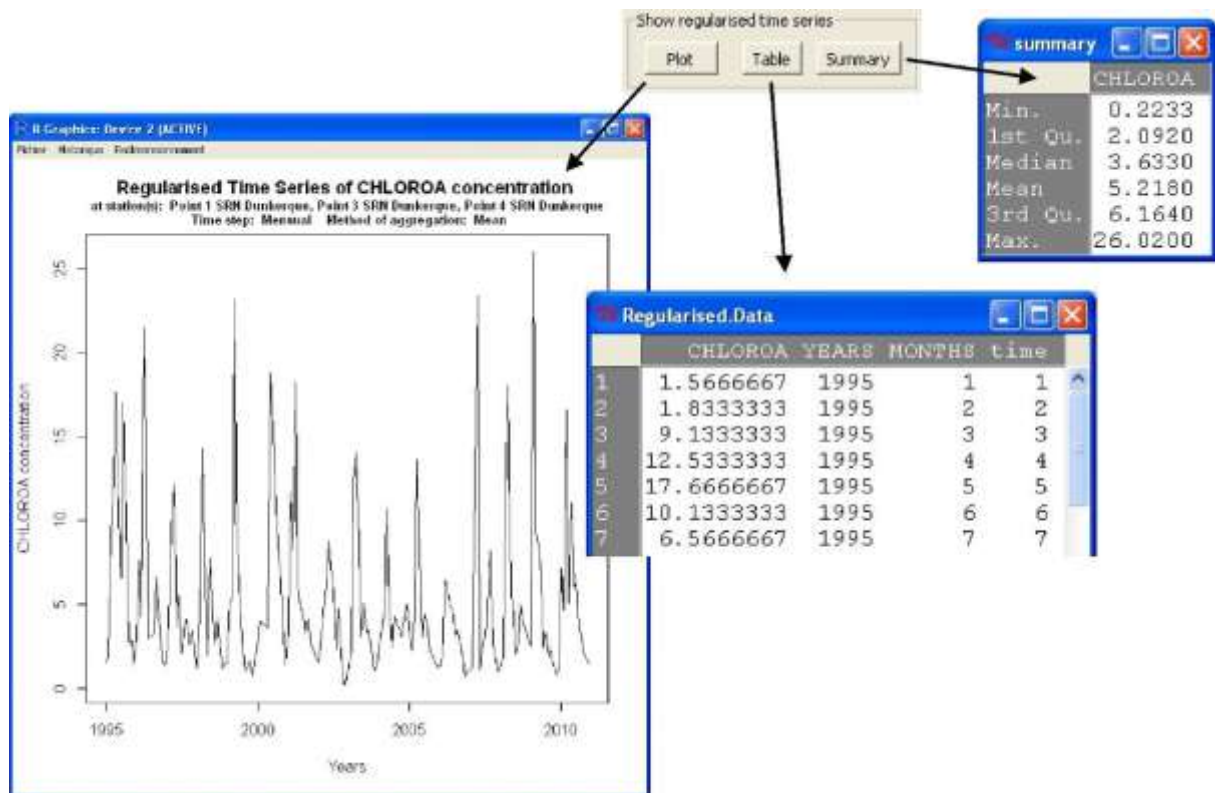 Show regularised time series
Plot Table Summary
summary
CHLOROA
Min. 0.2233
1st Qu. 2.0920
Median 3.6330
Mean 5.2180
3rd Qu. 6.1640
Max. 26.0200
R Graphics: Device 2 (ACTIVE)
Fichier Historique Redimensionnement
Regularised Time Series of CHLOROA concentration
at station(s): Point 1 SRN Dunkerque, Point 3 SRN Dunkerque, Point 4 SRN Dunkerque
Time step: Mensual Method of aggregation: Mean
CHLOROA concentration
25
20
15
10
5
0
1995 2000 2005 2010
Years
Regularised.Data
CHLOROA YEARS MONTHS time
1 1.5666667 1995 1 1
2 1.8333333 1995 2 2
3 9.1333333 1995 3 3
4 12.5333333 1995 4 4
5 17.6666667 1995 5 5
6 10.1333333 1995 6 6
7 6.5666667 1995 7 7